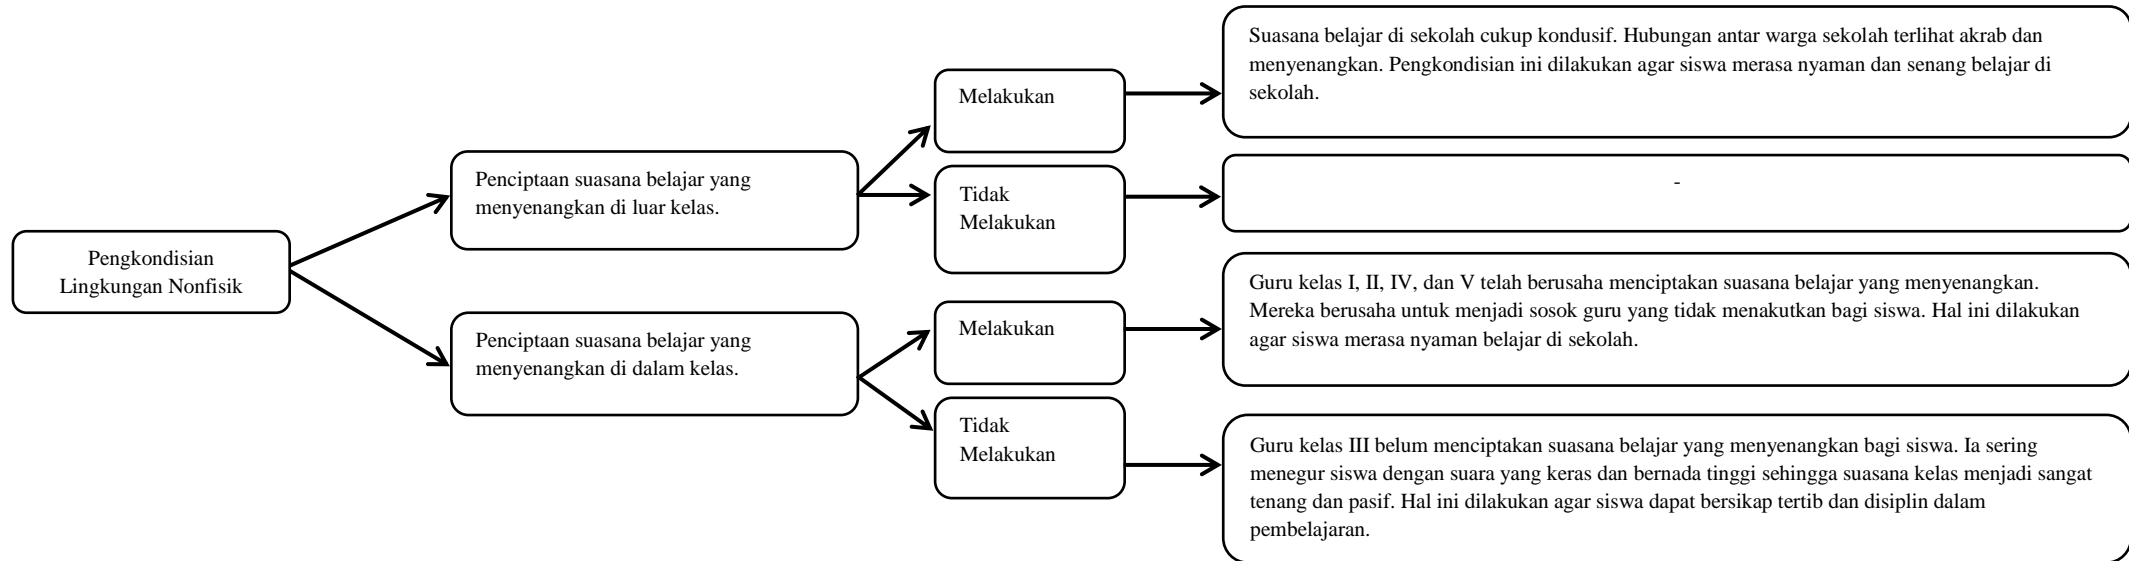 Pengkondisian
Lingkungan Nonfisik
Penciptaan suasana belajar yang
menyenangkan di luar kelas.
Melakukan
Suasana belajar di sekolah cukup kondusif. Hubungan antar warga sekolah terlihat akrab dan
menyenangkan. Pengkondisian ini dilakukan agar siswa merasa nyaman dan senang belajar di
sekolah.
Tidak
Melakukan
-
Penciptaan suasana belajar yang
menyenangkan di dalam kelas.
Melakukan
Guru kelas I, II, IV, dan V telah berusaha menciptakan suasana belajar yang menyenangkan.
Mereka berusaha untuk menjadi sosok guru yang tidak menakutkan bagi siswa. Hal ini dilakukan
agar siswa merasa nyaman belajar di sekolah.
Tidak
Melakukan
Guru kelas III belum menciptakan suasana belajar yang menyenangkan bagi siswa. Ia sering
menegur siswa dengan suara yang keras dan bernada tinggi sehingga suasana kelas menjadi sangat
tenang dan pasif. Hal ini dilakukan agar siswa dapat bersikap tertib dan disiplin dalam
pembelajaran.